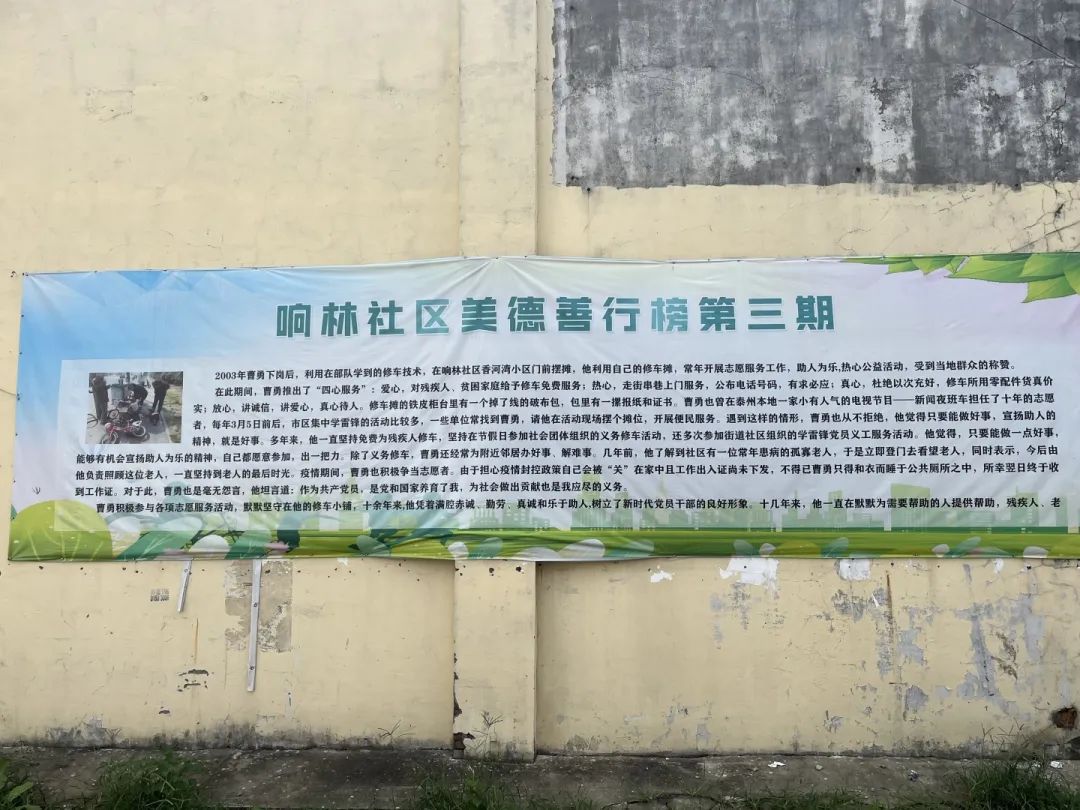 响林社区美德善行榜第三期
2003年曹勇下岗后，利用在部队学到的修车技术，在响林社区香河湾小区门前摆摊，他利用自己的修车摊，常年开展志愿服务工作，助人为乐,热心公益活动，受到当地群众的称赞。
在此期间，曹勇推出了“四心服务”：爱心，对残疾人、贫困家庭给予修车免费服务；热心，走街串巷上门服务，公布电话号码，有求必应；真心，杜绝以次充好，修车所用零配件货真价
实；放心，讲诚信，讲爱心，真心待人。修车摊的铁皮柜台里有一个掉了线的破布包，包里有一摞报纸和证书。曹勇也曾在泰州本地一家小有人气的电视节目——新闻夜班车担任了十年的志愿
者，每年3月5日前后，市区集中学雷锋的活动比较多，一些单位常找到曹勇，请他在活动现场摆个摊位，开展便民服务。遇到这样的情形，曹勇也从不拒绝，他觉得只要能做好事，宣扬助人的
精神，就是好事。多年来，他一直坚持免费为残疾人修车，坚持在节假日参加社会团体组织的义务修车活动，还多次参加街道社区组织的学雷锋党员义工服务活动。他觉得，只要能做一点好事，
能够有机会宣扬助人为乐的精神，自己都愿意参加，出一把力。除了义务修车，曹勇还经常为附近邻居办好事、解难事。几年前，他了解到社区有一位常年患病的孤寡老人，于是立即登门去看望老人，同时表示，今后由
他负责照顾这位老人，一直坚持到老人的最后时光。疫情期间，曹勇也积极争当志愿者。由于担心疫情封控政策自己会被“关”在家中且工作出入证尚未下发，不得已曹勇只得和衣而睡于公共厕所之中，所幸翌日终于收
到工作证。对于此，曹勇也是毫无怨言，他坦言道：作为共产党员，是党和国家养育了我，为社会做出贡献也是我应尽的义务。
曹勇积极参与各项志愿服务活动，默默坚守在他的修车小铺，十余年来,他凭着满腔赤诚、勤劳、真诚和乐于助人,树立了新时代党员干部的良好形象。十几年来，他一直在默默为需要帮助的人提供帮助，残疾人、老